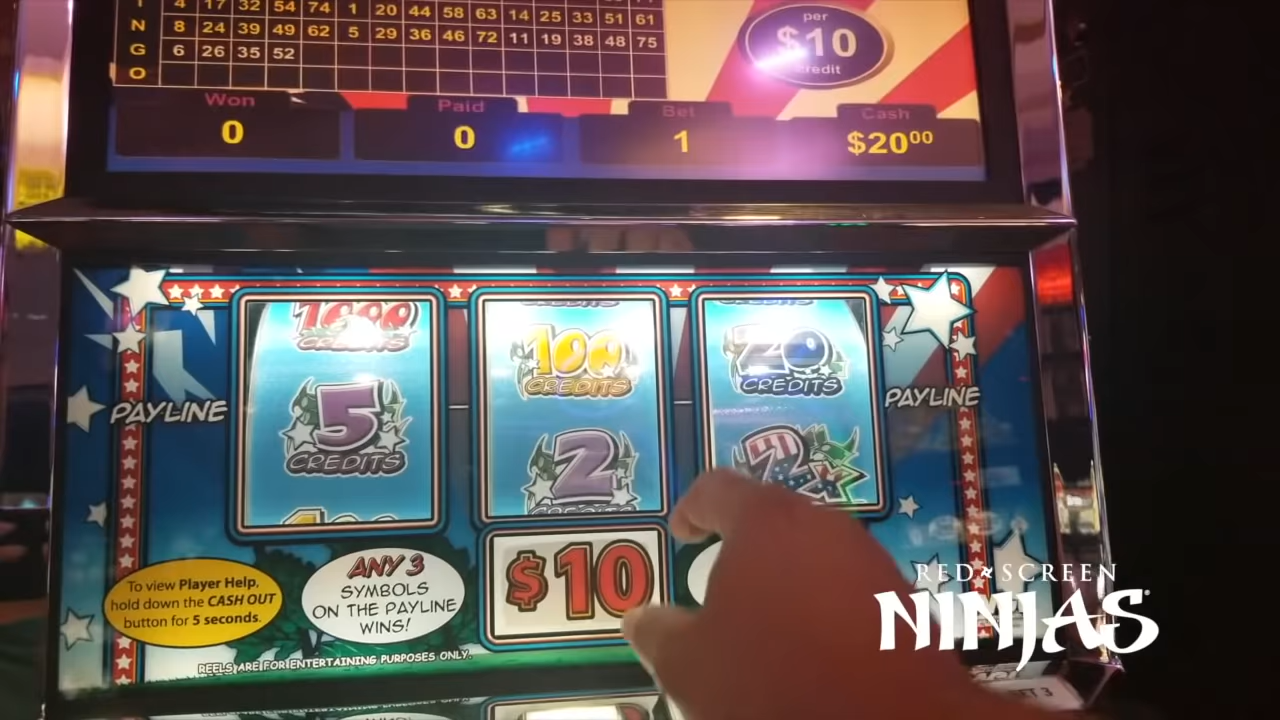 4 17 32 54 74 1 20 44 58 63 14 25 33 51 61
N 8 24 39 49 62 5 29 36 46 72 11 19 38 48 75
G 6 26 35 52
O
per
$10
credit
Won Paid Bet Cash
0 0 1 $20.00
1000
CREDITS
100
CREDITS
20
CREDITS
PAYLINE
PAYLINE
5
CREDITS
2
2x
To view Player Help,
hold down the CASH OUT
button for 5 seconds.
ANY 3
SYMBOLS
ON THE PAYLINE
WINS!
$10
REELS ARE FOR ENTERTAINING PURPOSES ONLY.
RED SCREEN
NINJAS